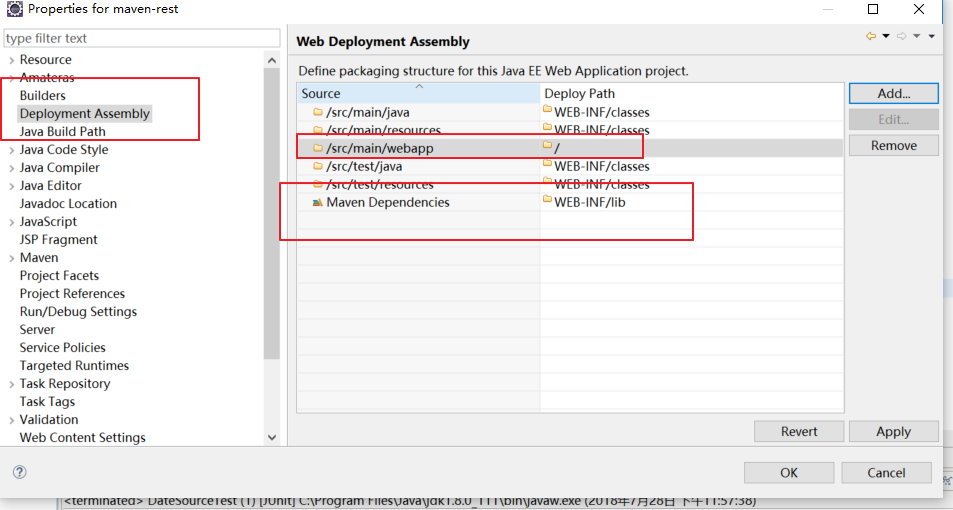 Properties for maven-rest
type filter text
Resource
Amateras
Builders
Deployment Assembly
Java Build Path
Java Code Style
Java Compiler
Java Editor
Javadoc Location
JavaScript
JSP Fragment
Maven
Project Facets
Project References
Run/Debug Settings
Server
Service Policies
Targeted Runtimes
Task Repository
Task Tags
Validation
Web Content Settings
Web Deployment Assembly
Define packaging structure for this Java EE Web Application project.
Source Deploy Path
/src/main/java WEB-INF/classes
/src/main/resources WEB-INF/classes
/src/main/webapp /
/src/test/java WEB-INF/classes
/src/test/resources WEB-INF/classes
Maven Dependencies WEB-INF/lib
Add...
Edit...
Remove
Revert Apply
OK Cancel
<terminated> DateSourceTest (1) [JUnit] C:\Program Files\Java\jdk1.8.0_111\bin\javaw.exe (2018年7月28日 下午11:57:38)